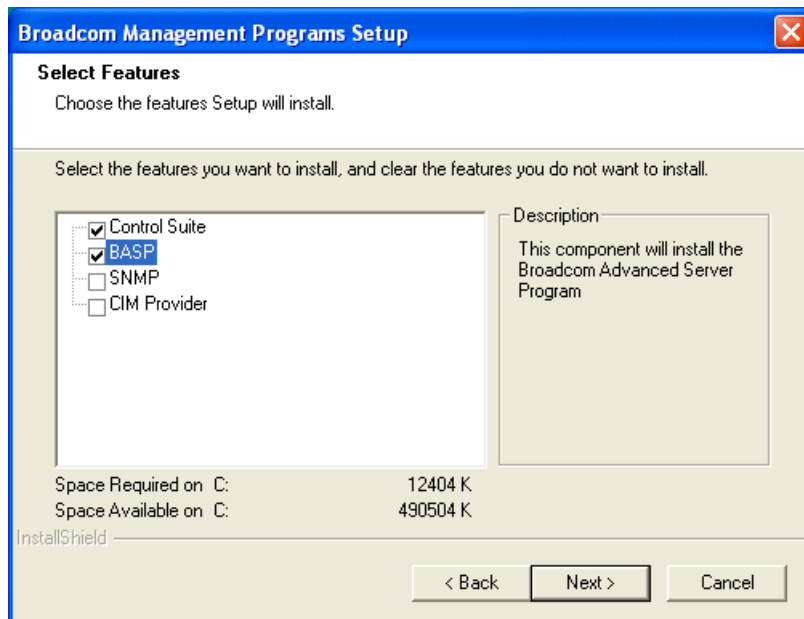 Broadcom Management Programs Setup
Select Features
Choose the features Setup will install.
Select the features you want to install, and clear the features you do not want to install.
Control Suite
BASP
SNMP
CIM Provider
Description
This component will install the
Broadcom Advanced Server
Program
Space Required on C: 12404 K
Space Available on C: 490504 K
InstallShield
< Back Next > Cancel